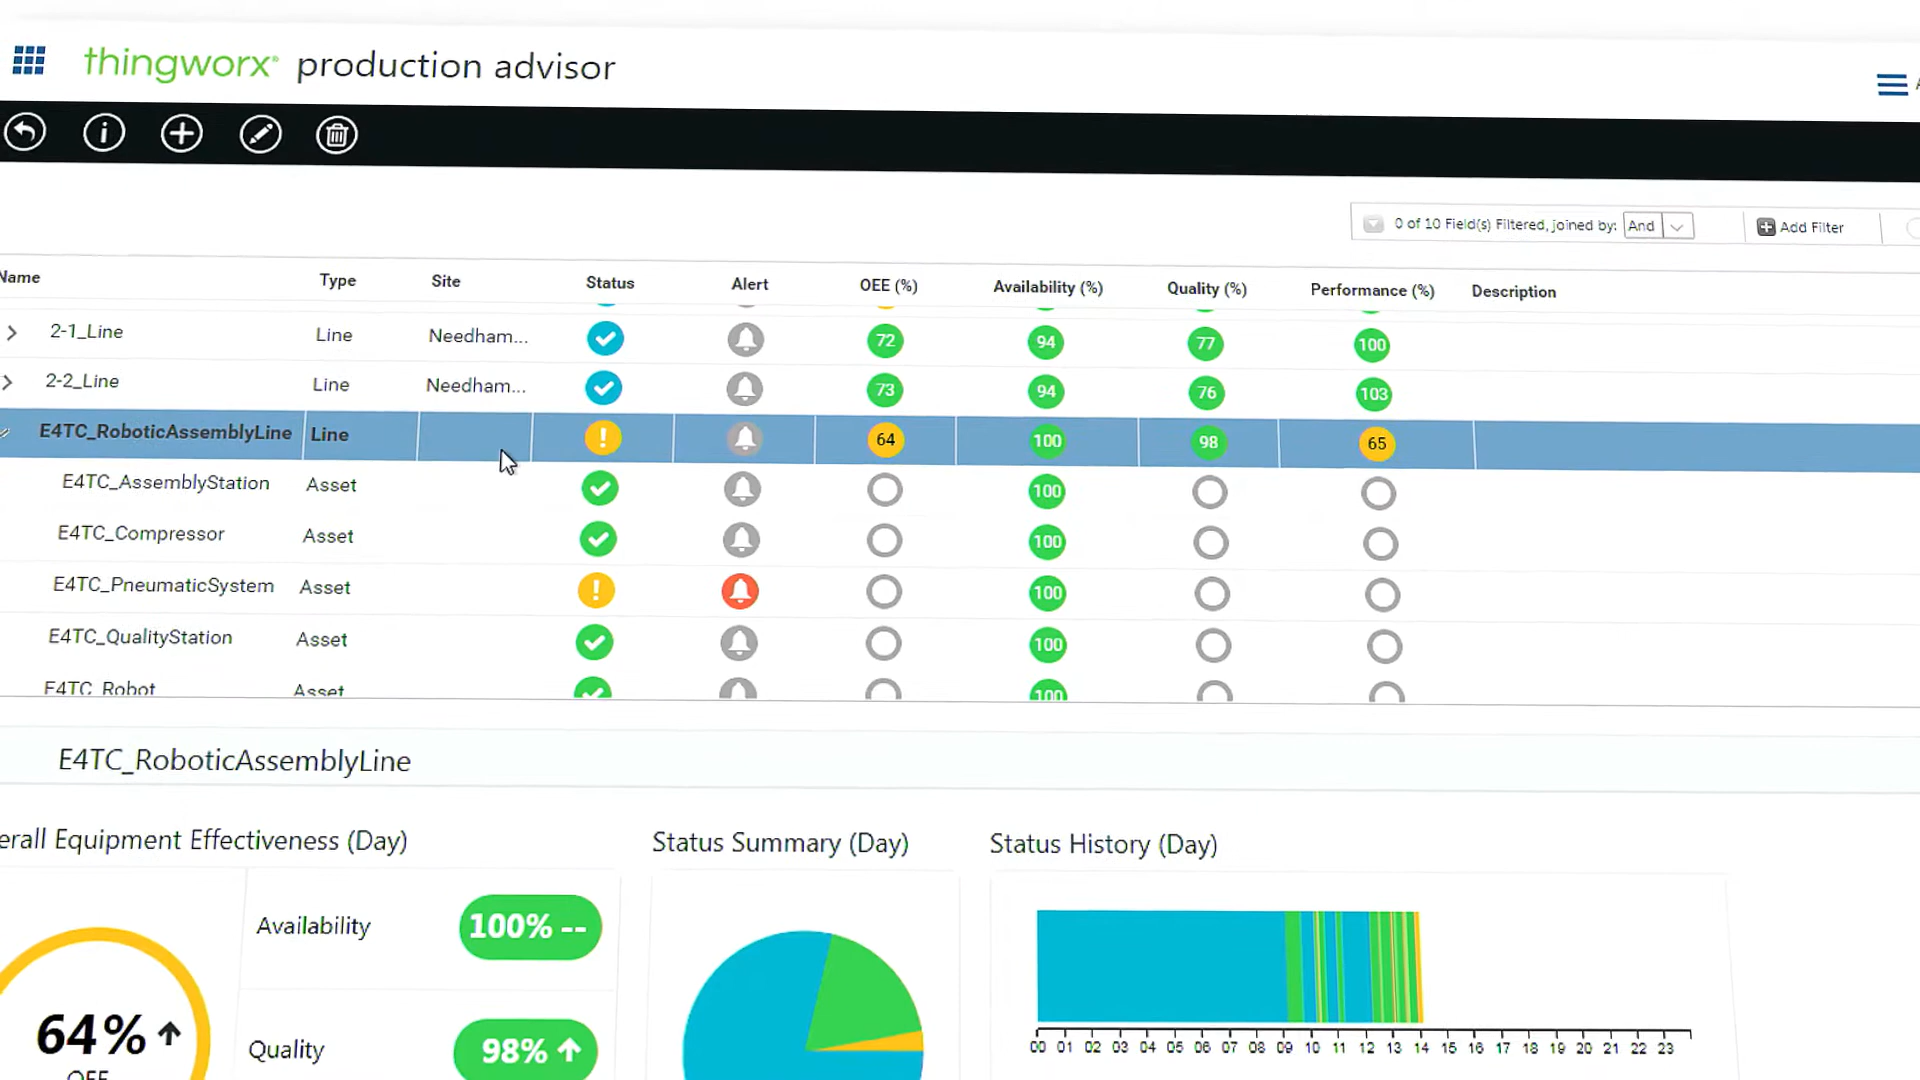 thingworx® production advisor
0 of 10 Field(s) Filtered, joined by: And Add Filter
Name Type Site Status Alert OEE (%) Availability (%) Quality (%) Performance (%) Description
2-1_Line Line Needham... 72 94 77 100
2-2_Line Line Needham... 73 94 76 103
E4TC_RoboticAssemblyLine Line 64 100 98 65
E4TC_AssemblyStation Asset 100
E4TC_Compressor Asset 100
E4TC_PneumaticSystem Asset 100
E4TC_QualityStation Asset 100
E4TC_Robot Asset 100
E4TC_RoboticAssemblyLine
erall Equipment Effectiveness (Day) Status Summary (Day) Status History (Day)
Availability 100% --
64%
OEE
Quality 98%
00 01 02 03 04 05 06 07 08 09 10 11 12 13 14 15 16 17 18 19 20 21 22 23